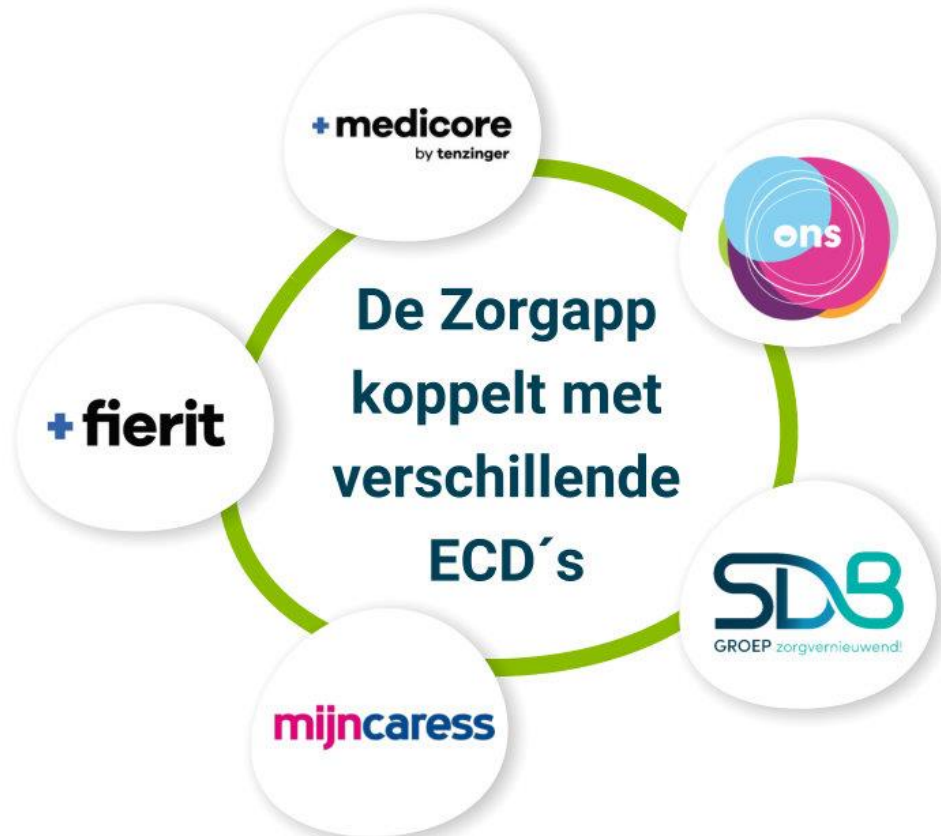 +medicore
by tenzinger
ons
De Zorgapp
koppelt met
verschillende
ECD´s
+fierit
SDB
GROEP zorgvernieuwend!
mijncaress